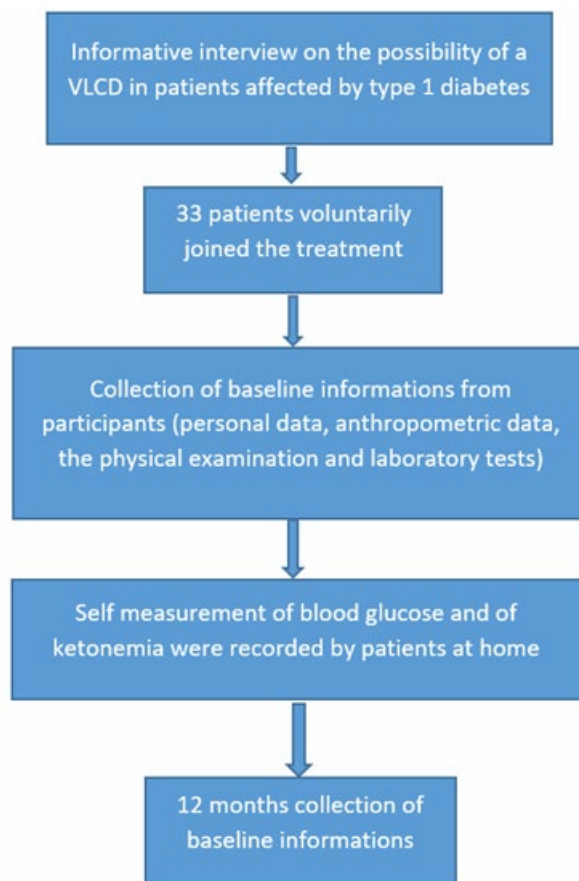 Informative interview on the possibility of a
VLCD in patients affected by type 1 diabetes
33 patients voluntarily
joined the treatment
Collection of baseline informations from
participants (personal data, anthropometric data,
the physical examination and laboratory tests)
Self measurement of blood glucose and of
ketonemia were recorded by patients at home
12 months collection of
baseline informations